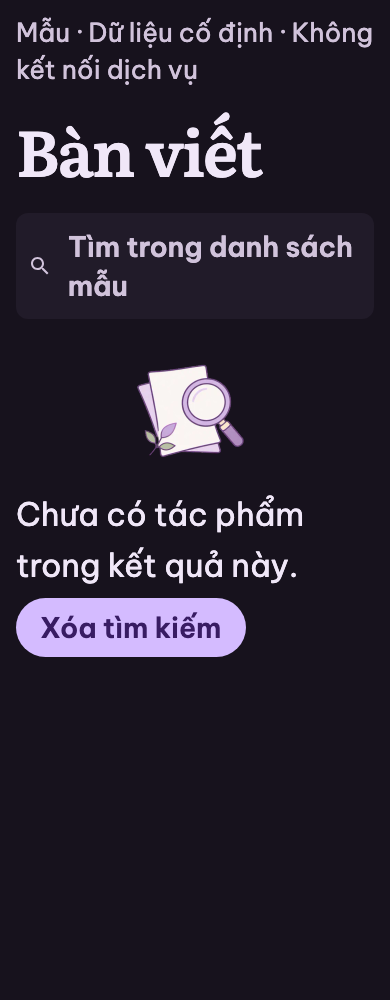 Mẫu · Dữ liệu cố định · Không
kết nối dịch vụ
Bàn viết
Tìm trong danh sách
mẫu
Chưa có tác phẩm
trong kết quả này.
Xóa tìm kiếm